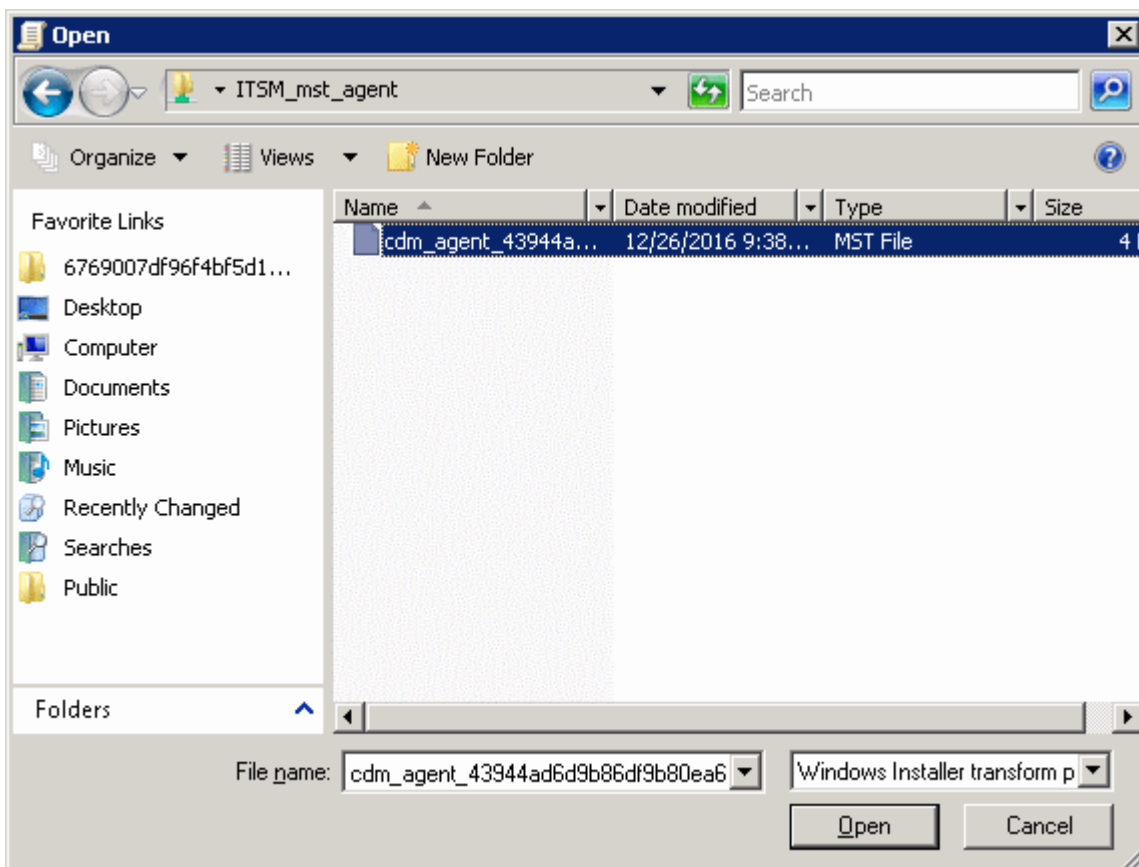 Open
ITSM_mst_agent
Search
Organize Views New Folder
Favorite Links
6769007df96f4bf5d1...
Desktop
Computer
Documents
Pictures
Music
Recently Changed
Searches
Public
Folders
Name Date modified Type Size
cdm_agent_43944a... 12/26/2016 9:38... MST File 4
File name: cdm_agent_43944ad6d9b86df9b80ea6 Windows Installer transform p
Open Cancel